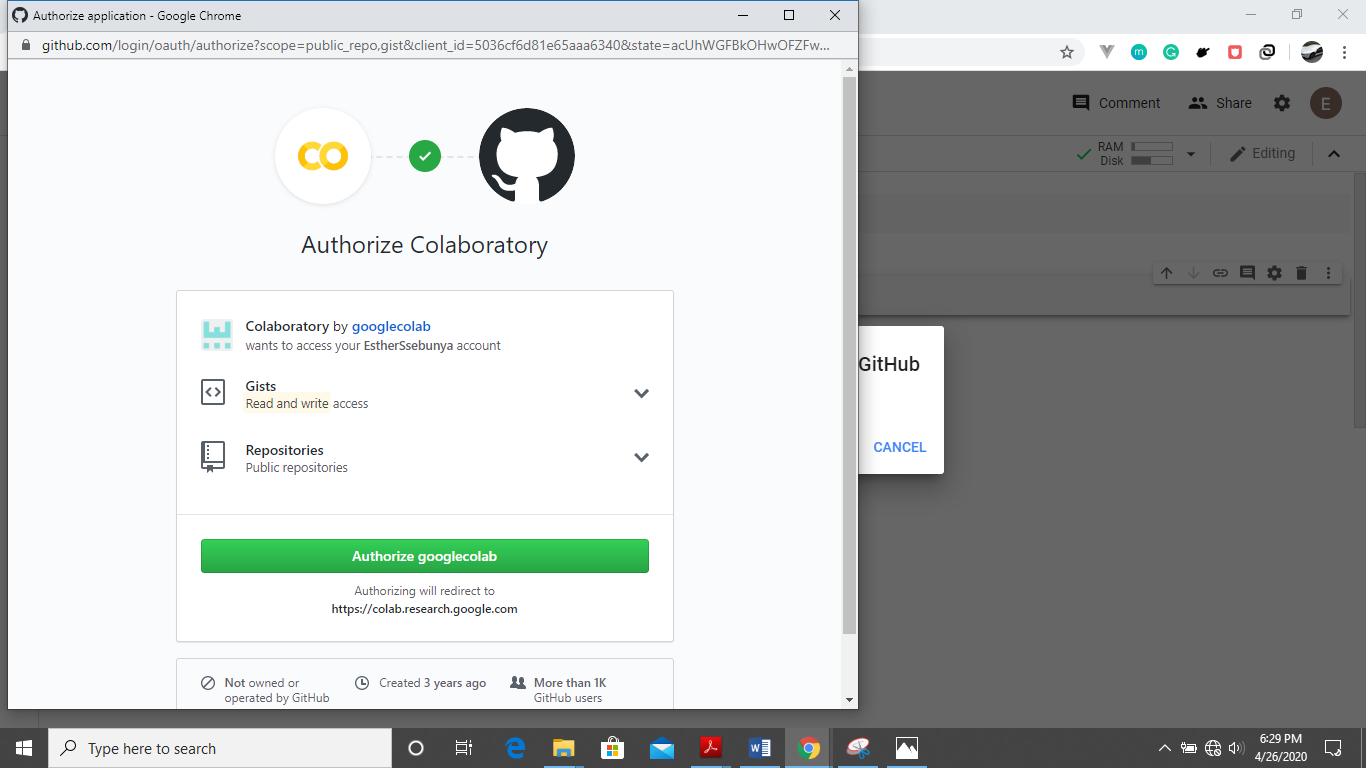 Authorize application - Google Chrome
github.com/login/oauth/authorize?scope=public_repo,gist&client_id=5036cf6d81e65aaa6340&state=acUhWGFBkOHwOFZFw...
Comment
Share
E
RAM
Disk
Editing
Authorize Colaboratory
Colaboratory by googlecolab
wants to access your EstherSsebunya account
Gists
Read and write access
Repositories
Public repositories
GitHub
CANCEL
Authorize googlecolab
Authorizing will redirect to
https://colab.research.google.com
Not owned or
operated by GitHub
Created 3 years ago
More than 1K
GitHub users
Type here to search
6:29 PM
4/26/2020